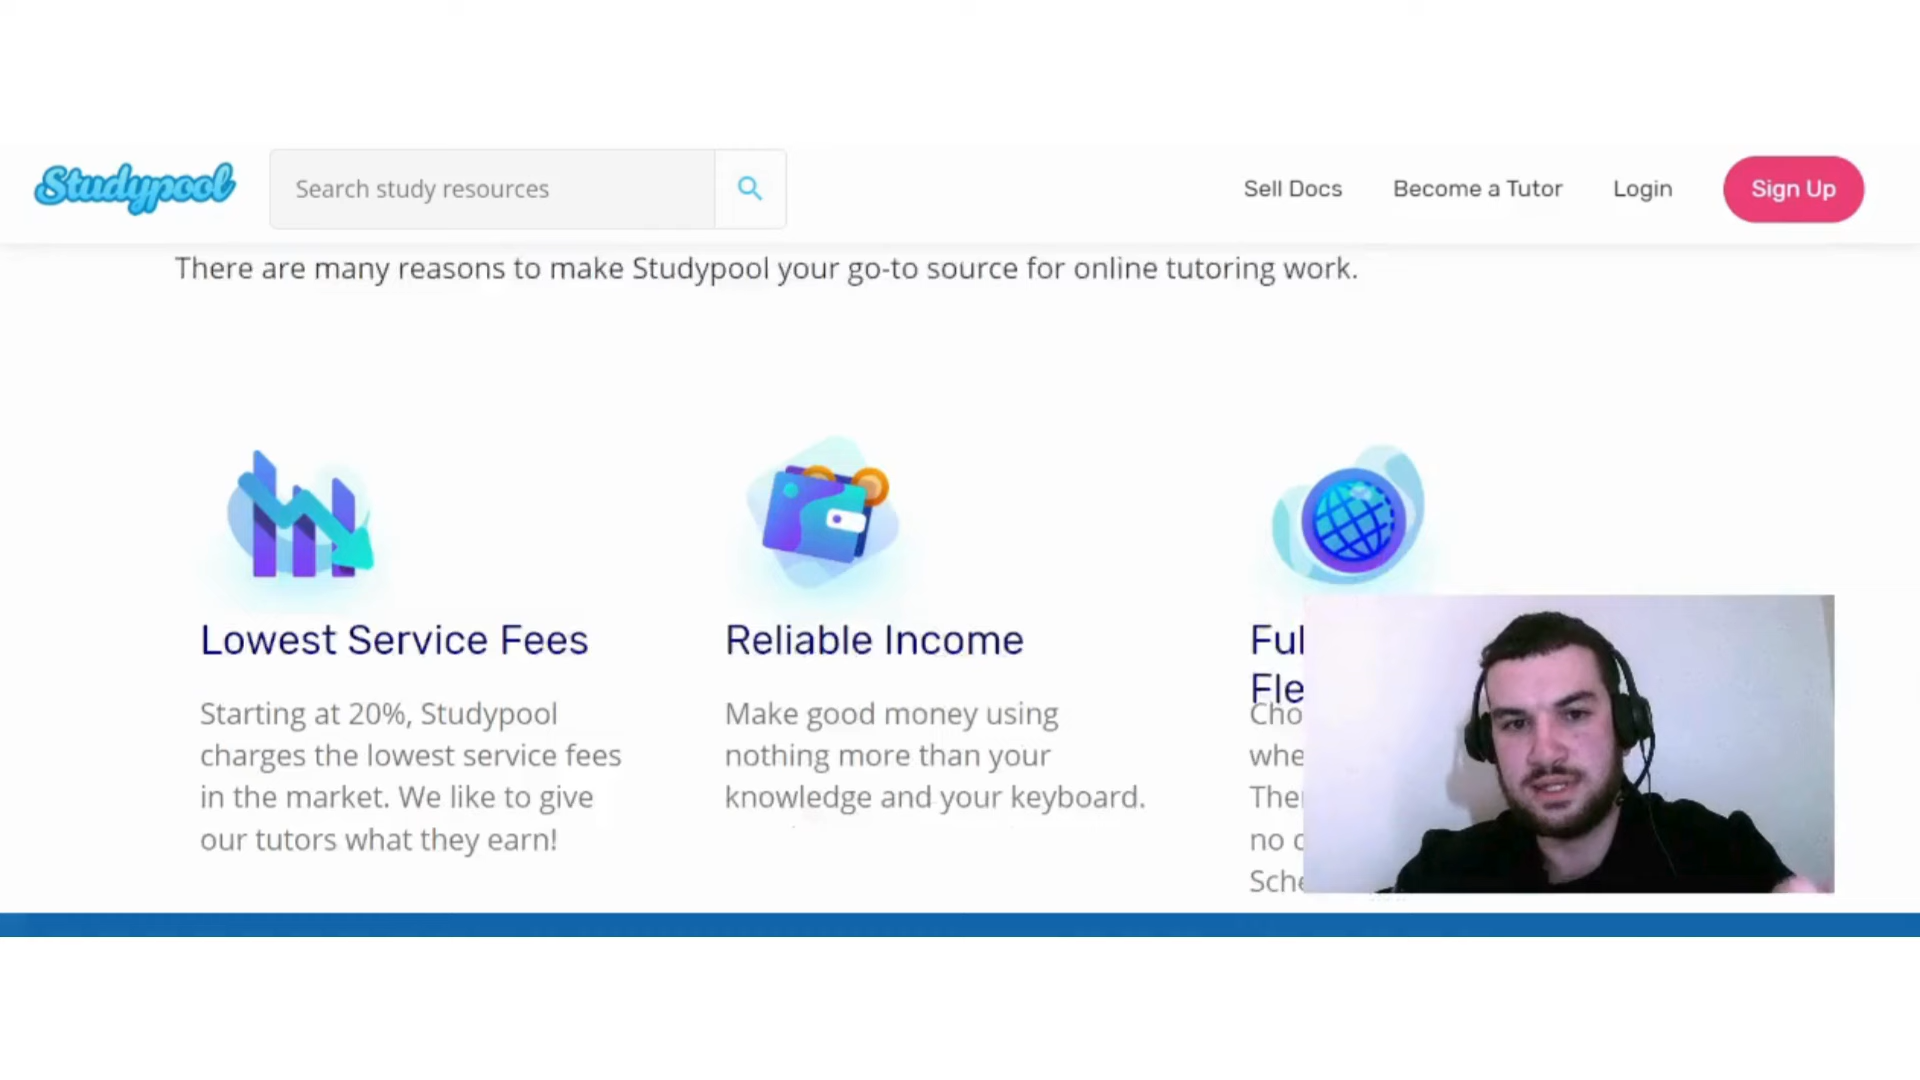 Studypool
Search study resources
Sell Docs
Become a Tutor
Login
Sign Up
There are many reasons to make Studypool your go-to source for online tutoring work.
Lowest Service Fees
Starting at 20%, Studypool
charges the lowest service fees
in the market. We like to give
our tutors what they earn!
Reliable Income
Make good money using
nothing more than your
knowledge and your keyboard.